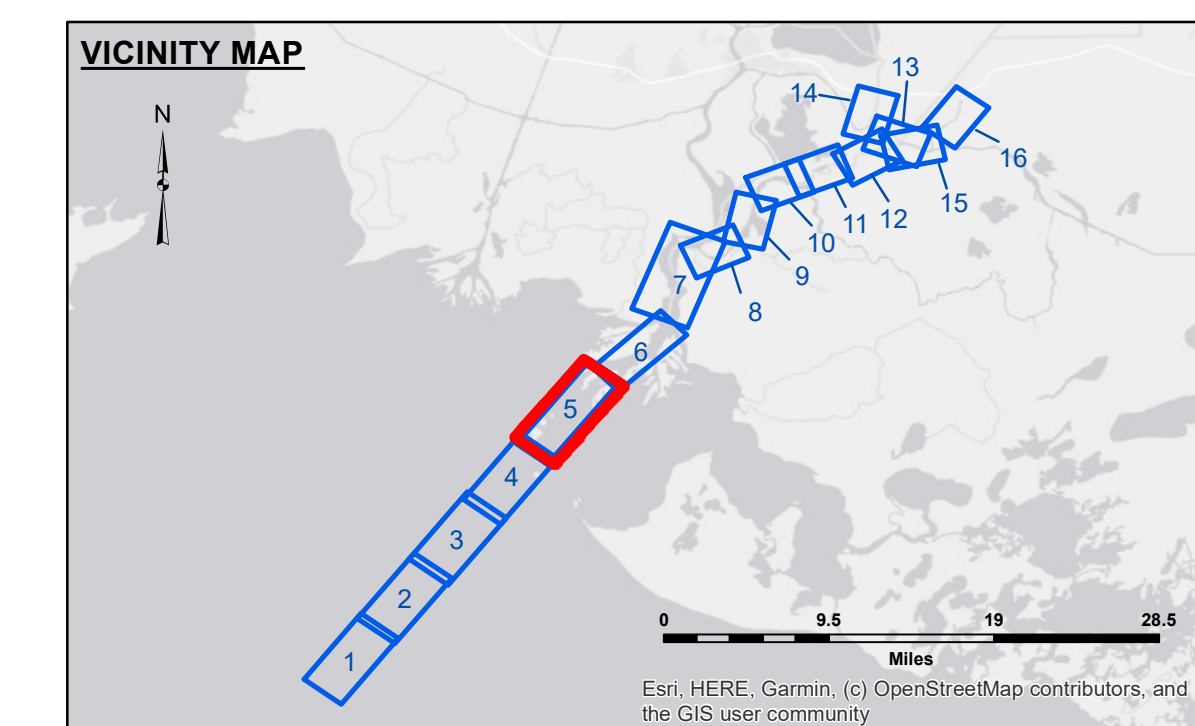 VICINITY MAP
N
13
14
16
15
12
11
10
9
7
8
6
5
4
3
2
1
0 9.5 19 28.5
Miles
Esri, HERE, Garmin, (c) OpenStreetMap contributors, and
the GIS user community